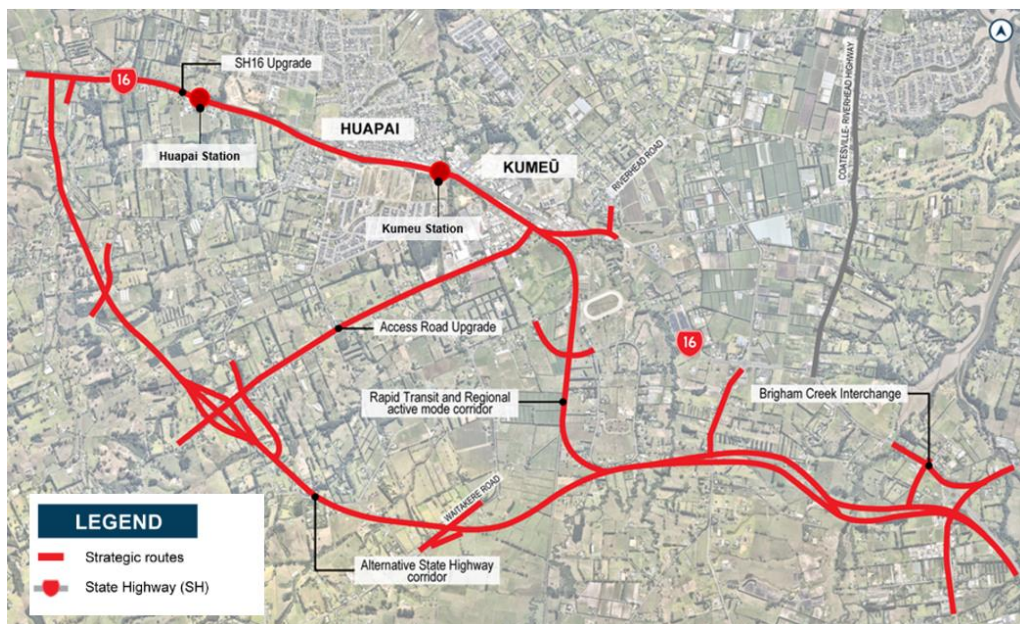 SH16 Upgrade
16
Huapai Station
HUAPAI
KUMEŪ
Kumeu Station
RIVERHEAD ROAD
COATESVILLE- RIVERHEAD HIGHWAY
Access Road Upgrade
16
Rapid Transit and Regional
active mode corridor
Brigham Creek Interchange
WAITAKERE ROAD
Alternative State Highway
corridor
LEGEND
Strategic routes
State Highway (SH)